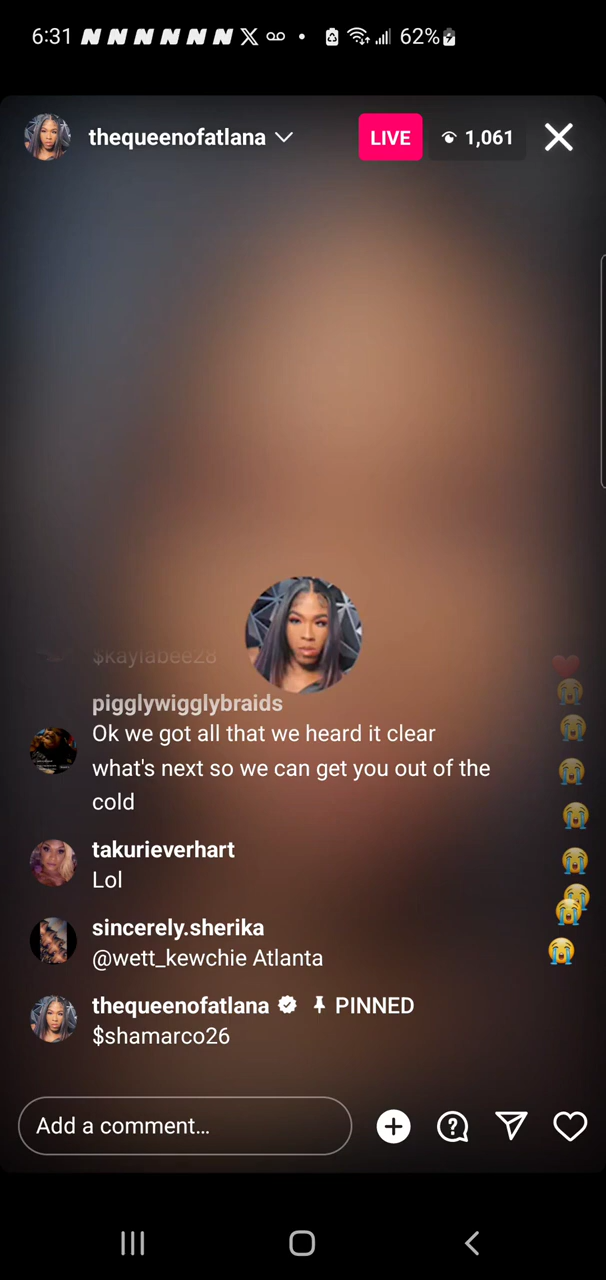 6:31 N N N N N N X 62%
thequeenofatlana LIVE 1,061
$kaylabee28
pigglywigglybraids
Ok we got all that we heard it clear
what's next so we can get you out of the
cold
takurieverhart
Lol
sincerely.sherika
@wett_kewchie Atlanta
thequeenofatlana PINNED
$shamarco26
Add a comment...